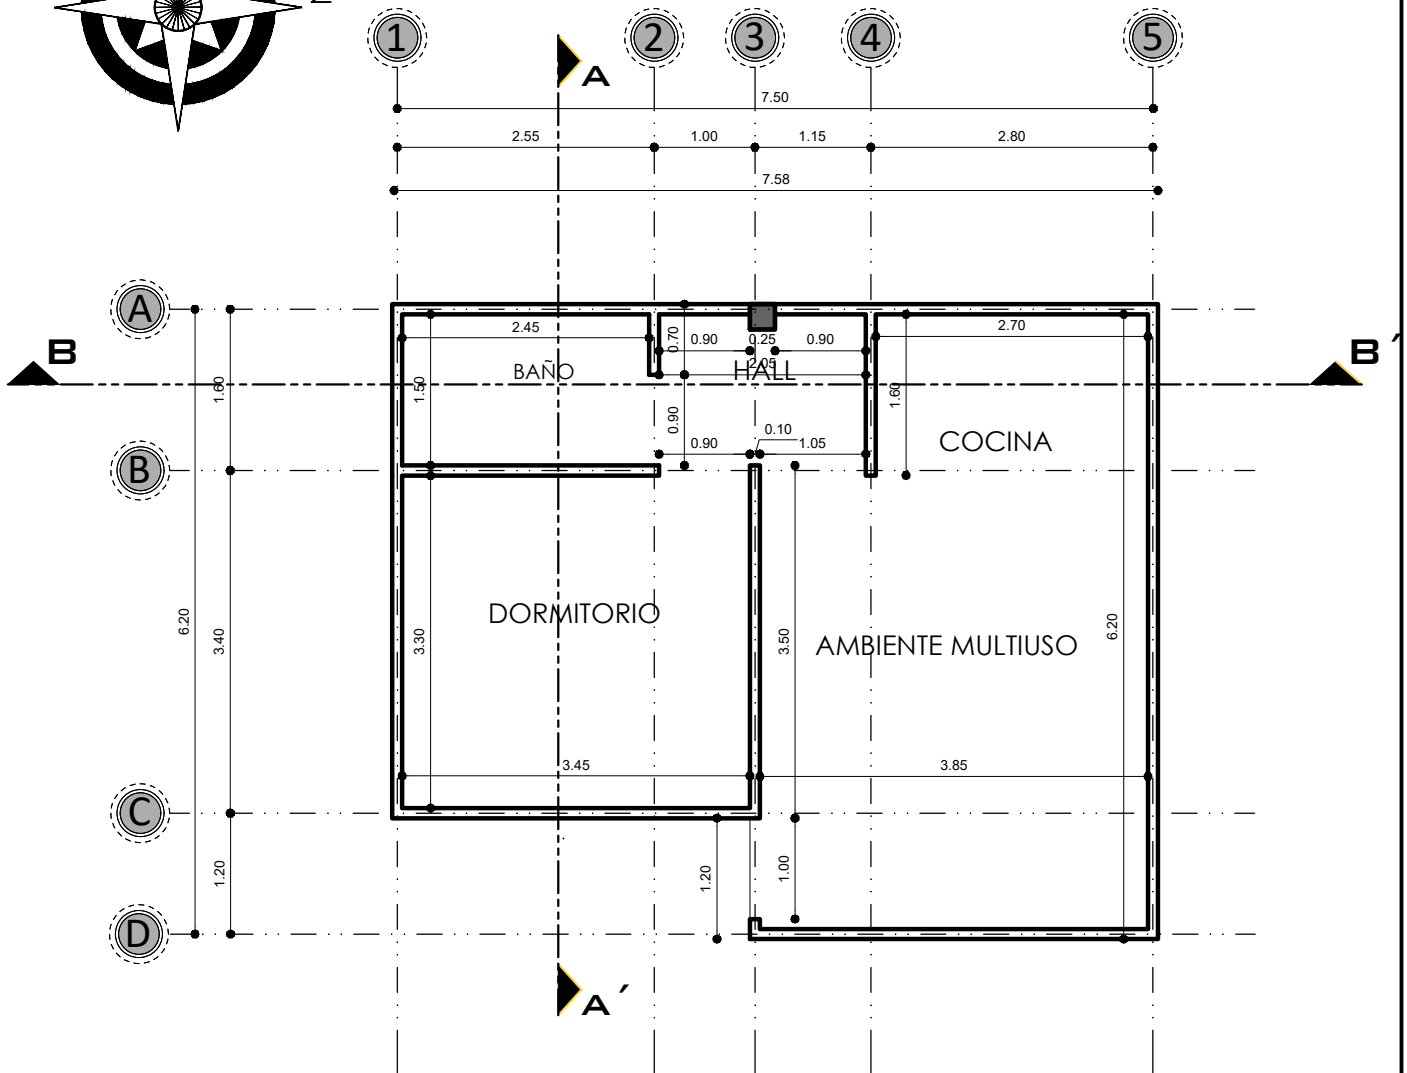 1 2 3 4 5
A
7.50
2.55 1.00 1.15 2.80
7.58
A
B B´
2.45 0.70 0.90 0.25 0.90 2.70
2.05
BAÑO HALL
1.60 1.50 1.60
0.90 0.10
0.90 1.05
COCINA
B
DORMITORIO
AMBIENTE MULTIUSO
6.20 3.40 3.30 3.50 6.20
3.45 3.85
C
1.20 1.20 1.00
D
A´